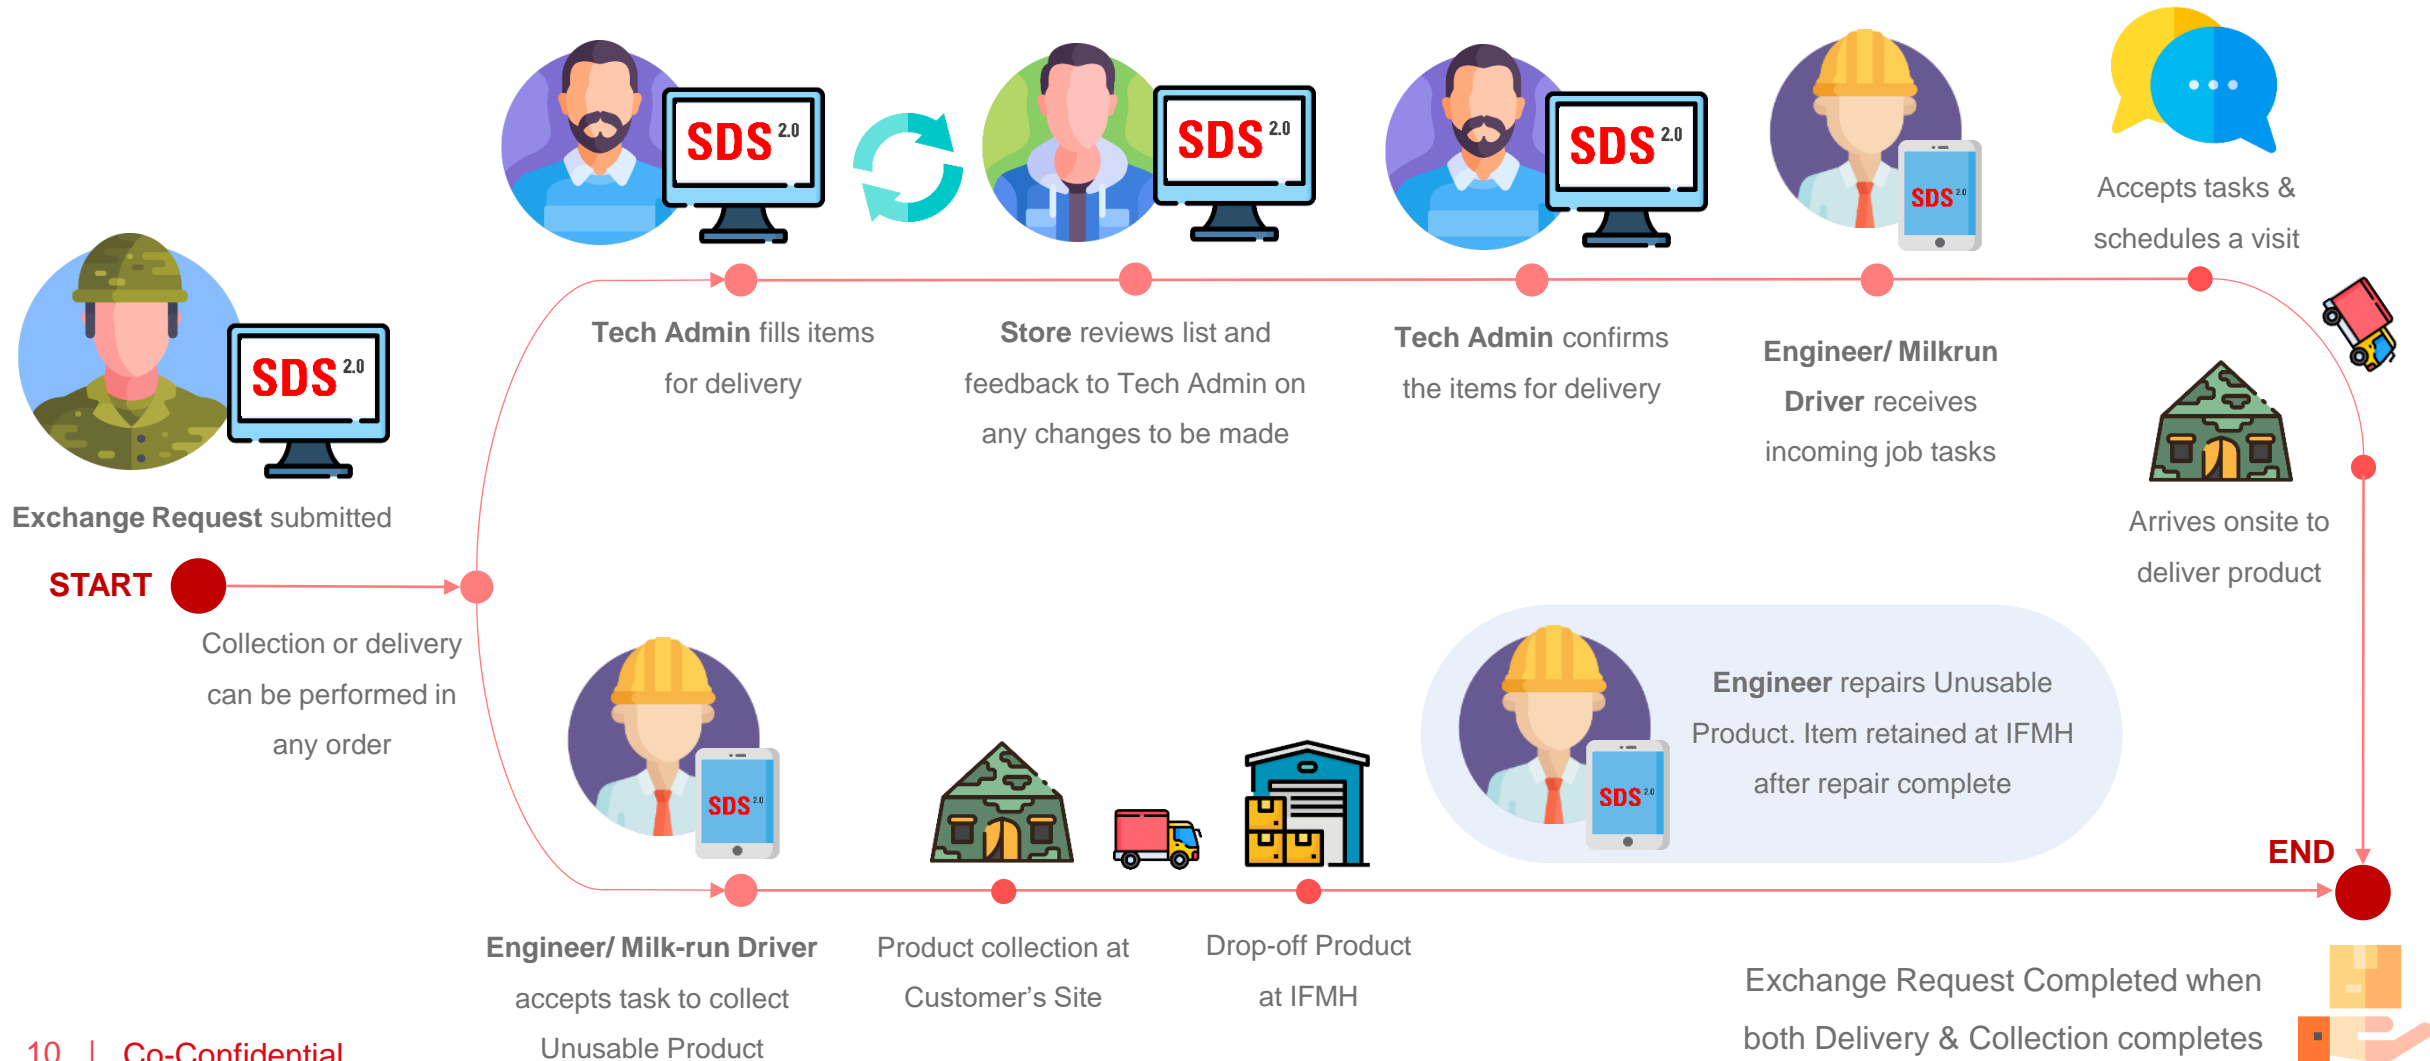 SDS 2.0
SDS 2.0
SDS 2.0
SDS 2.0
Accepts tasks &
schedules a visit
Tech Admin fills items
for delivery
Store reviews list and
feedback to Tech Admin on
any changes to be made
Tech Admin confirms
the items for delivery
Engineer/ Milkrun
Driver receives
incoming job tasks
Arrives onsite to
deliver product
SDS 2.0
Exchange Request submitted
START
Collection or delivery
can be performed in
any order
SDS 2.0
Engineer/ Milk-run Driver
accepts task to collect
Unusable Product
Product collection at
Customer's Site
Drop-off Product
at IFMH
SDS 2.0
Engineer repairs Unusable
Product. Item retained at IFMH
after repair complete
END
Exchange Request Completed when
both Delivery & Collection completes
10 | Co-Confidential